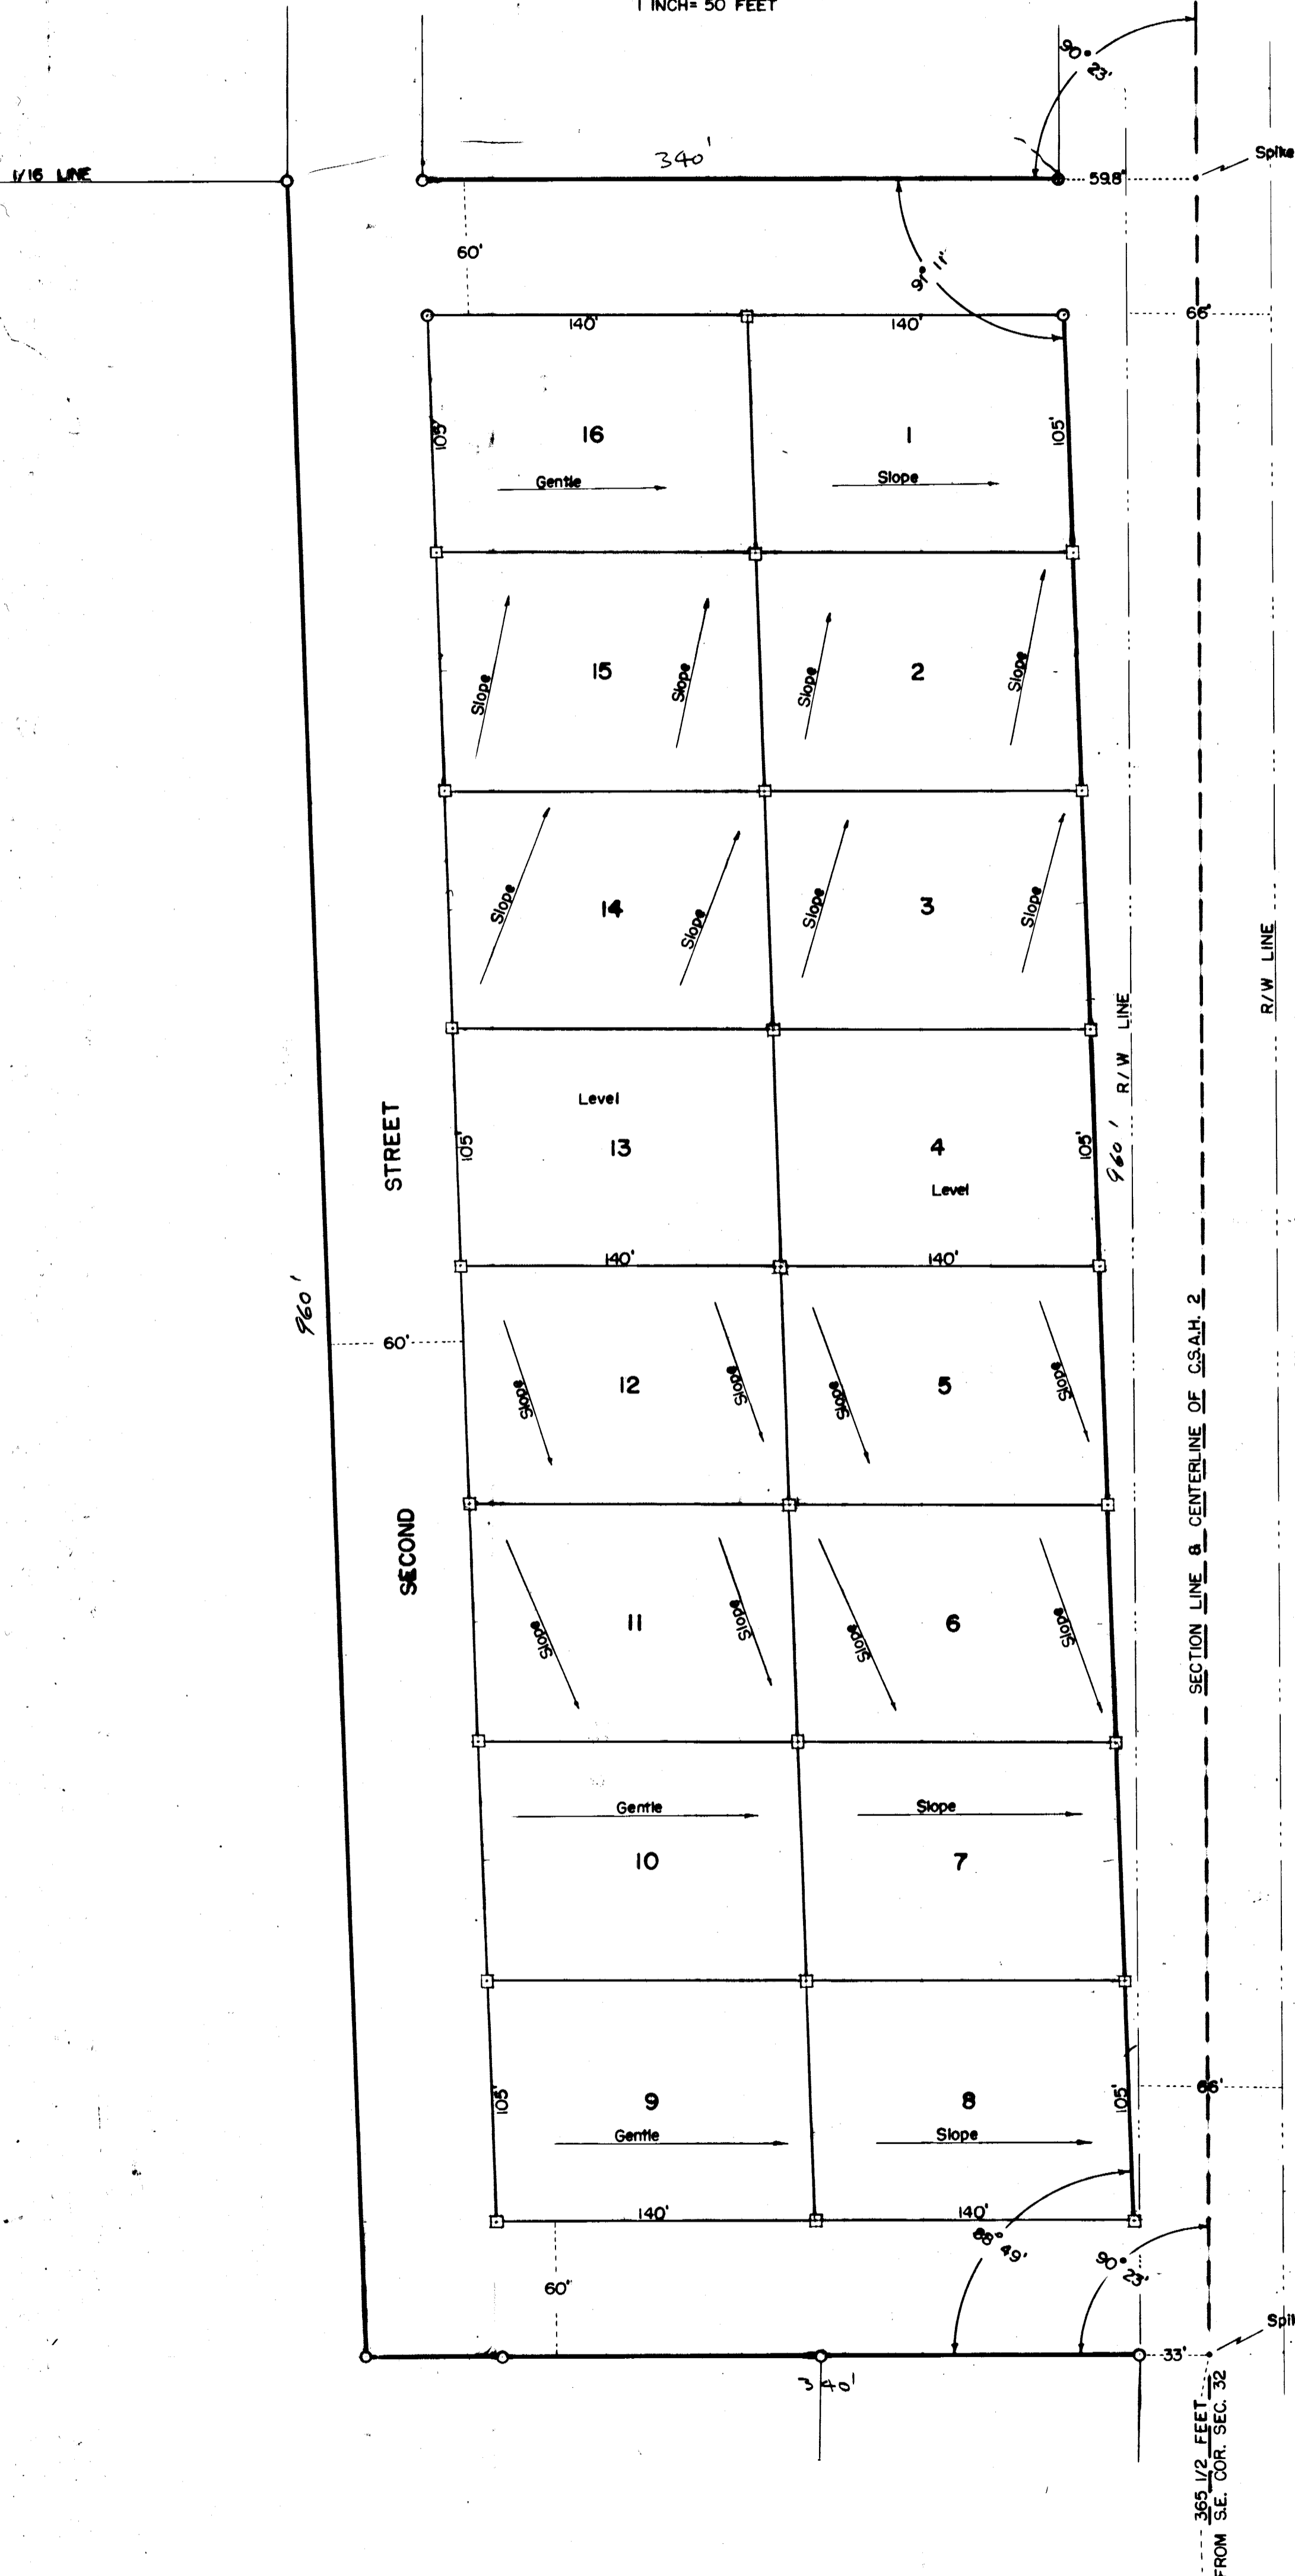 1 INCH= 50 FEET
90° 23'
340'
Spike
1/16 LINE
59.8'
60'
91° 11'
66'
140'
140'
105'
16
1
105'
Gentle
Slope
15
2
Slope
Slope
Slope
Slope
14
3
Slope
Slope
Slope
Slope
R/W LINE
R/W LINE
Level
STREET
105'
13
4
105'
960'
Level
140'
140'
960'
60'
SECTION LINE & CENTERLINE OF C.S.A.H. 2
12
5
Slope
Slope
Slope
Slope
SECOND
11
6
Slope
Slope
Slope
Slope
Gentle
Slope
10
7
66'
105'
9
8
105'
Gentle
Slope
140'
140'
88° 49'
90° 23'
60'
33'
340'
365 1/2 FEET
FROM S.E. COR. SEC. 32